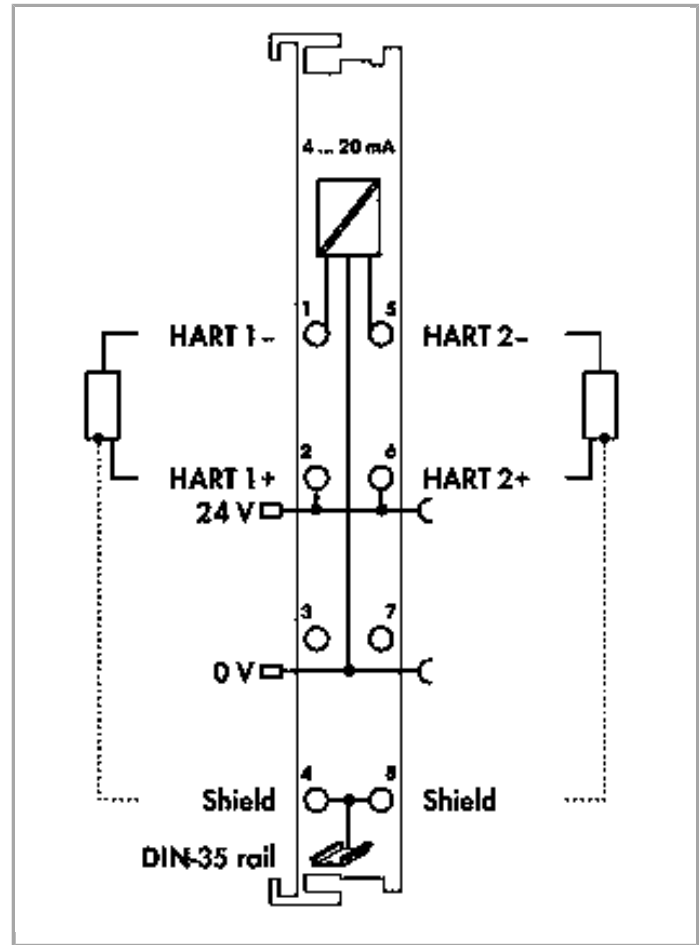 4 ... 20 mA
1 5
HART 1- HART 2-
2 6
HART 1+ HART 2+
24 V
3 7
0 V
4 8
Shield Shield
DIN-35 rail